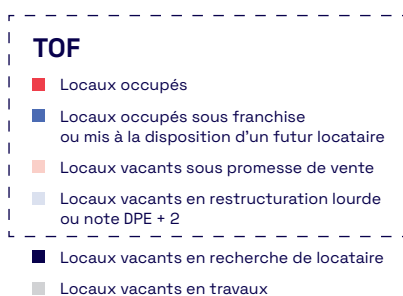 TOF
Locaux occupés
Locaux occupés sous franchise
ou mis à la disposition d'un futur locataire
Locaux vacants sous promesse de vente
Locaux vacants en restructuration lourde
ou note DPE + 2
Locaux vacants en recherche de locataire
Locaux vacants en travaux